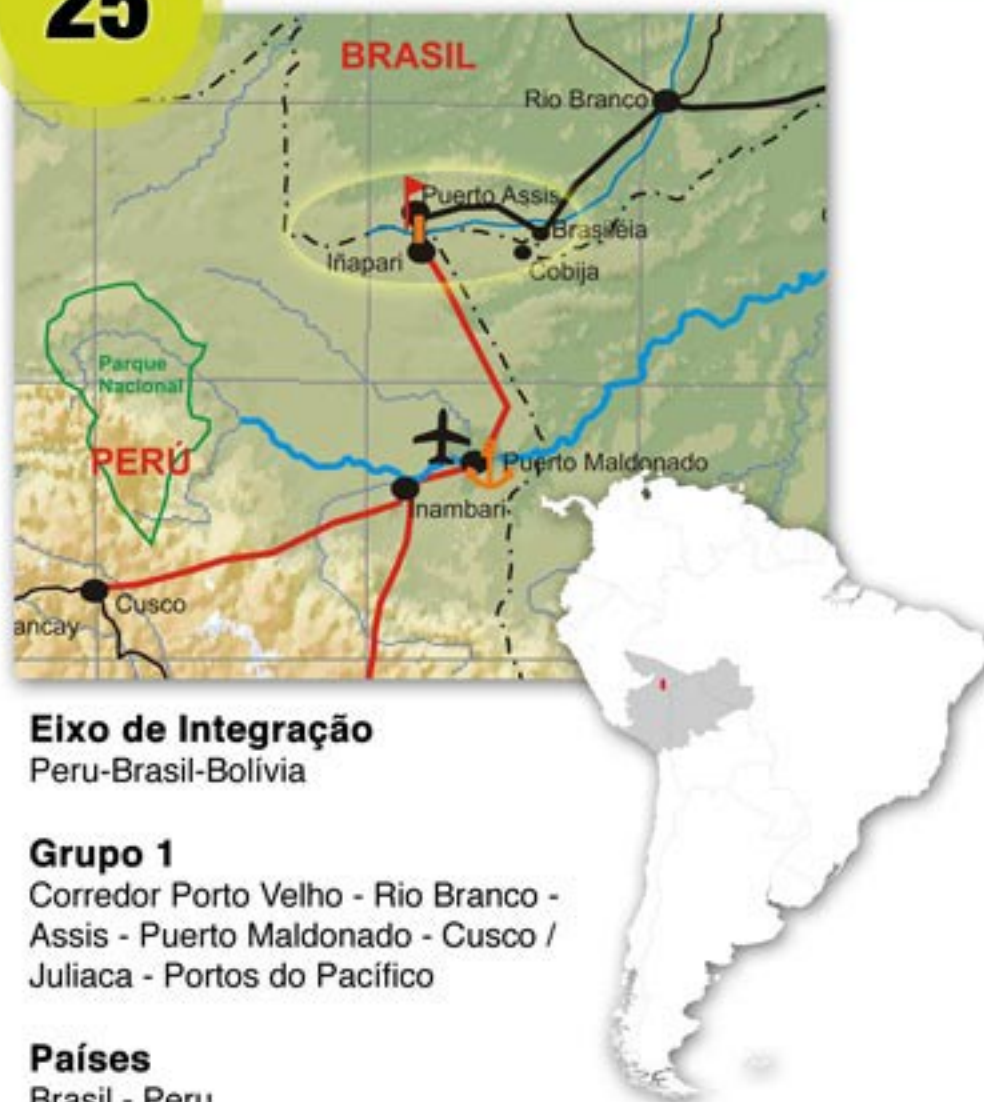 25
BRASIL
Rio Branco
Puerto Assis
Brasiléia
Iñapari
Cobija
Parque
Nacional
PERÚ
Puerto Maldonado
Inambari
Cusco
ancay
Eixo de Integração
Peru-Brasil-Bolívia
Grupo 1
Corredor Porto Velho - Rio Branco -
Assis - Puerto Maldonado - Cusco /
Juliaca - Portos do Pacífico
Países
Brasil - Peru